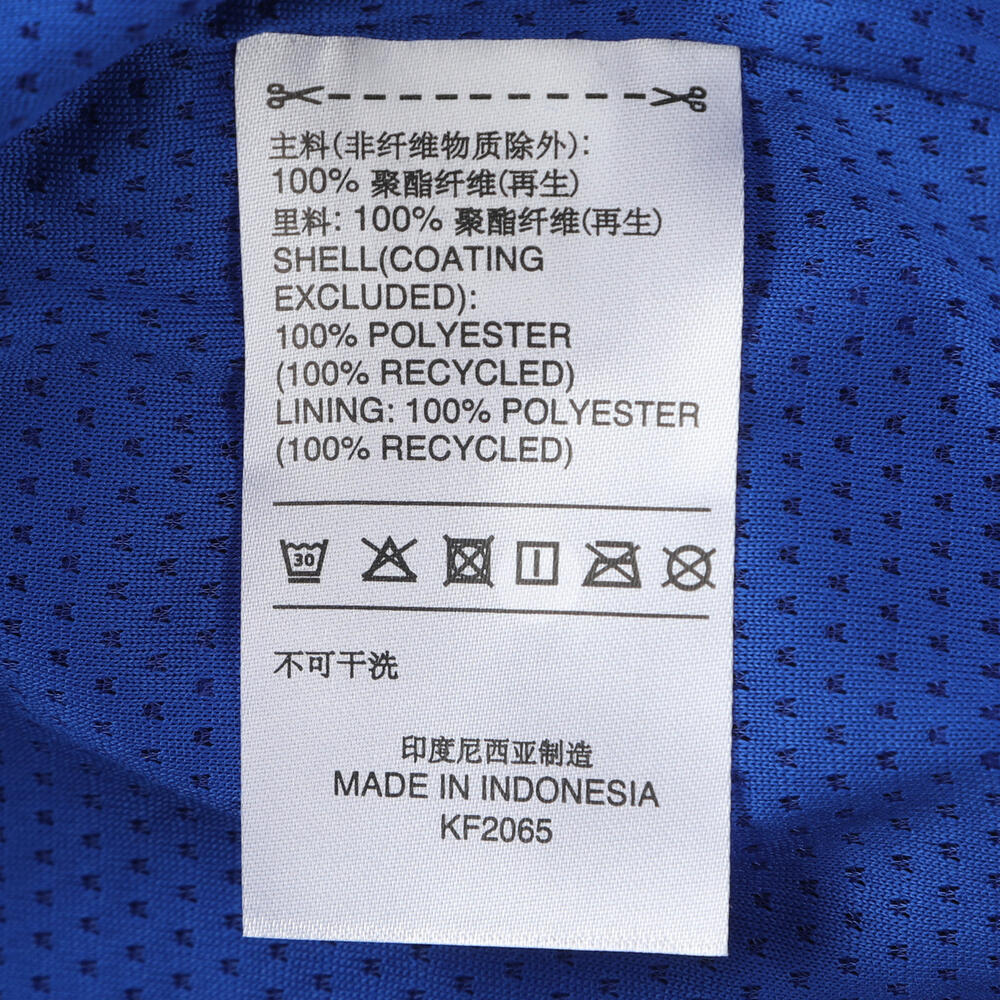 主料(非纤维物质除外):
100% 聚酯纤维(再生)
里料: 100% 聚酯纤维(再生)
SHELL(COATING
EXCLUDED):
100% POLYESTER
(100% RECYCLED)
LINING: 100% POLYESTER
(100% RECYCLED)
30
不可干洗
印度尼西亚制造
MADE IN INDONESIA
KF2065